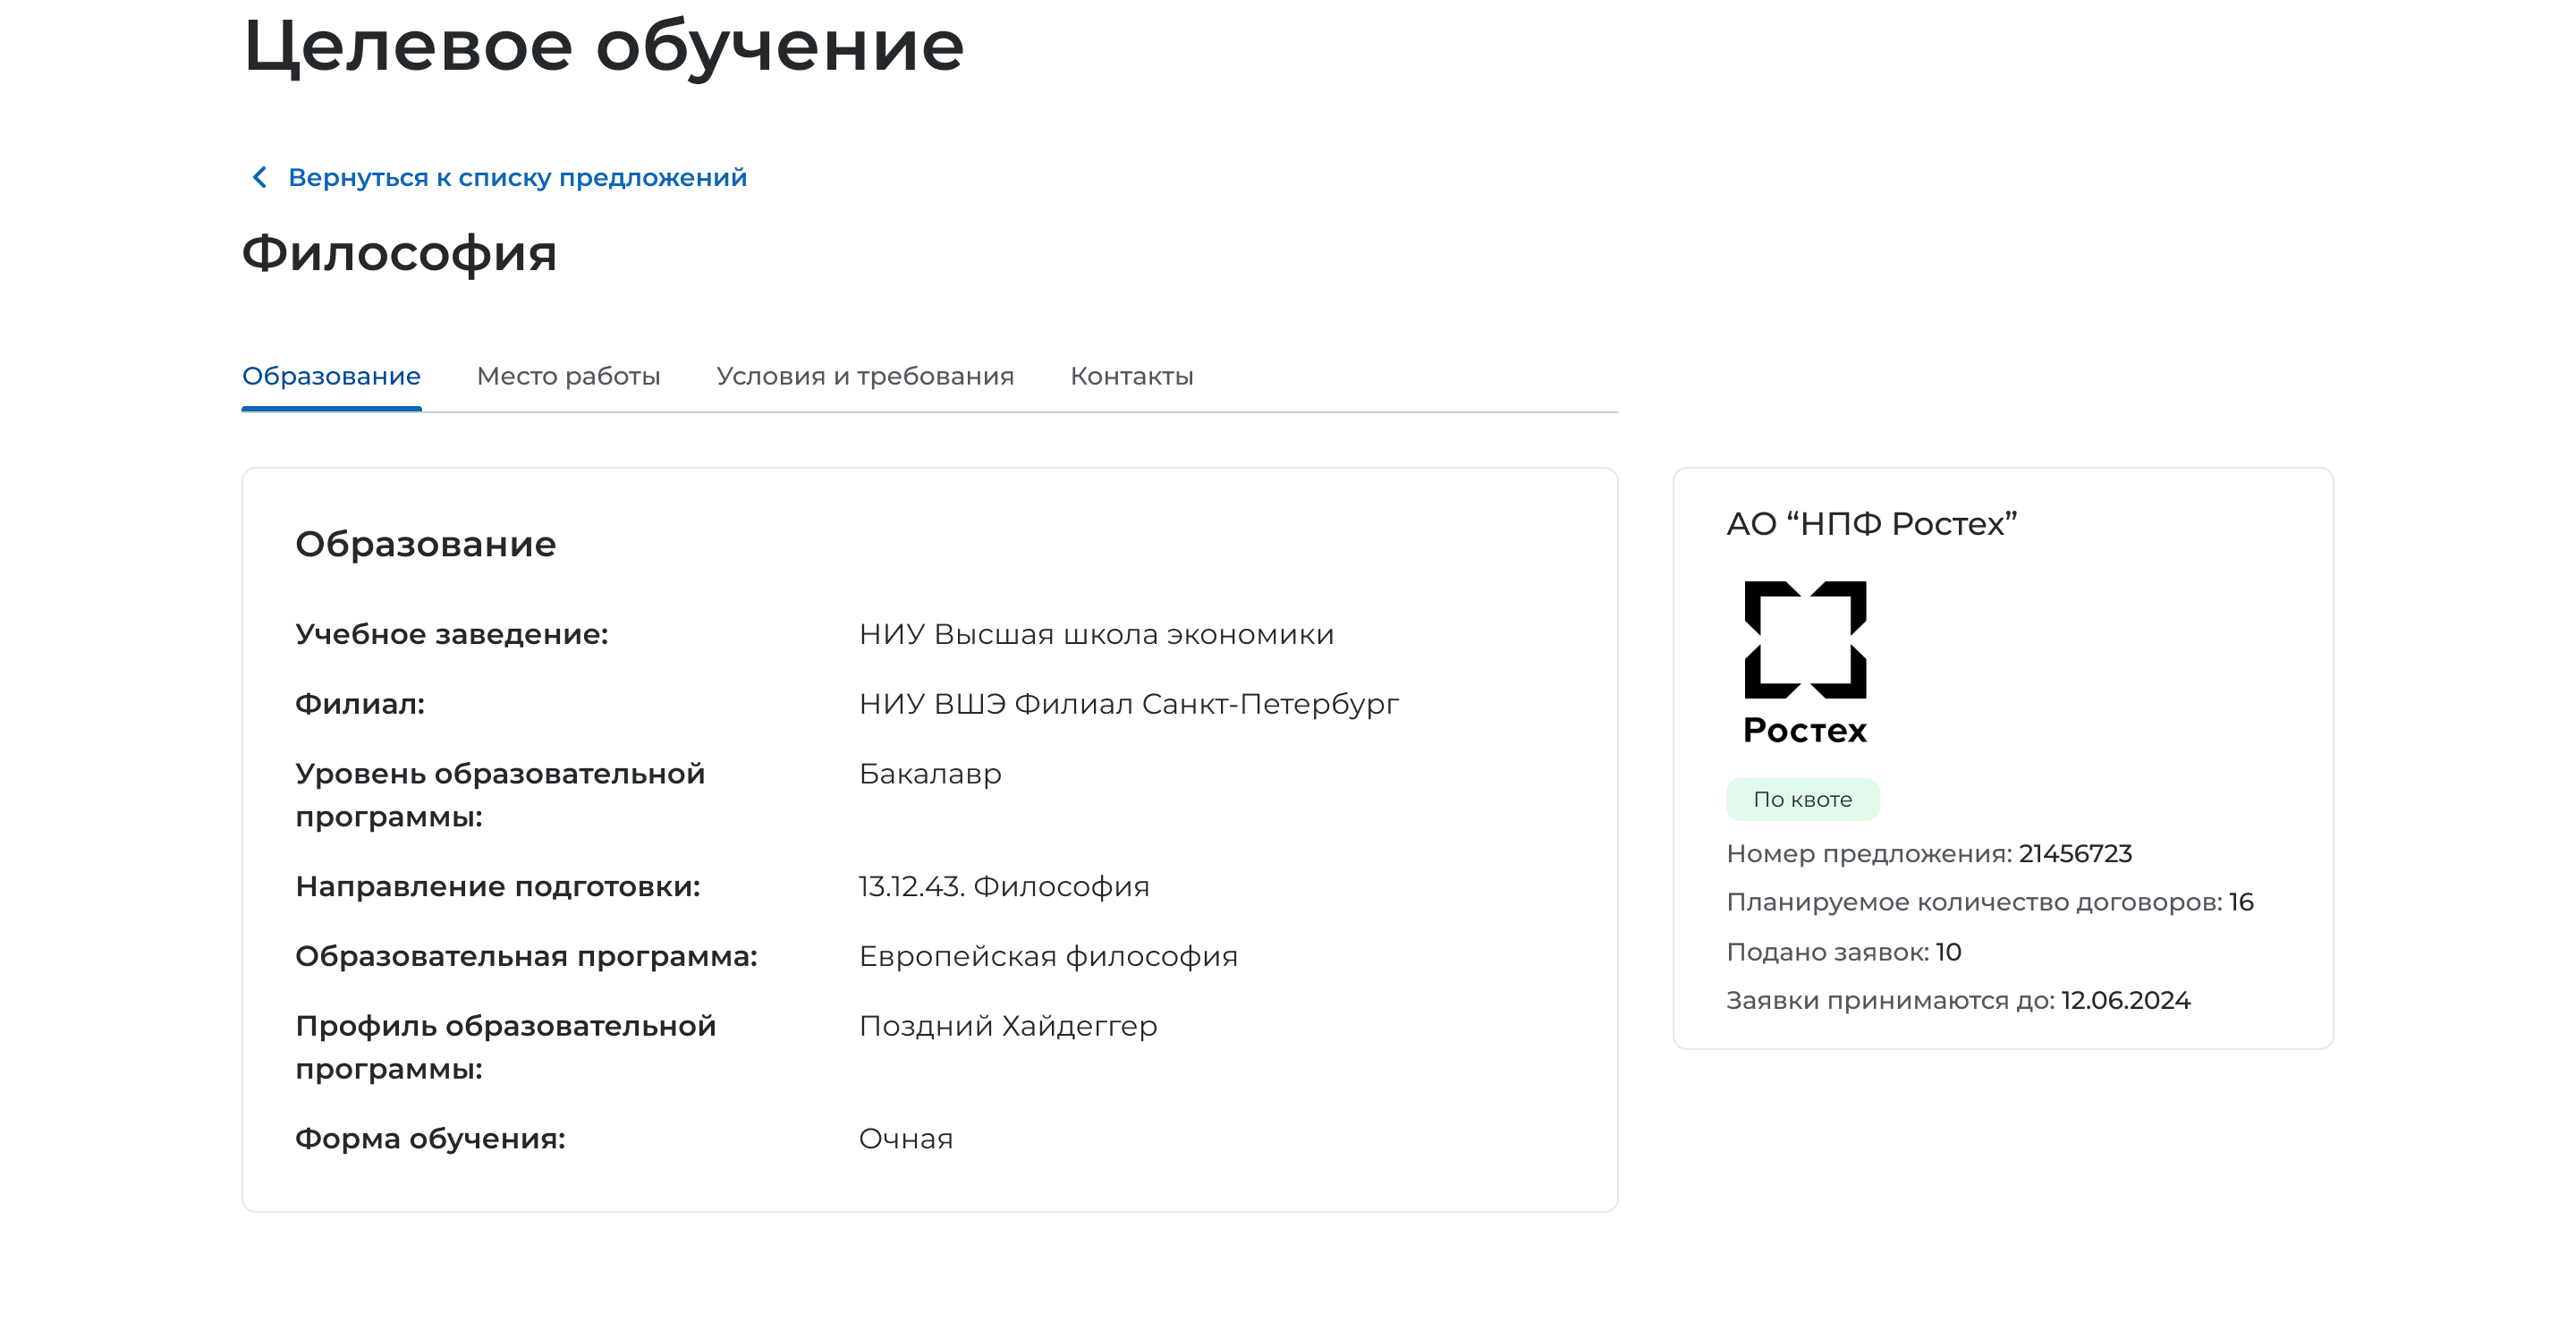 Целевое обучение
Вернуться к списку предложений
Философия
Образование Место работы Условия и требования Контакты
Образование
Учебное заведение: НИУ Высшая школа экономики
Филиал: НИУ ВШЭ Филиал Санкт-Петербург
Уровень образовательной Бакалавр
программы:
Направление подготовки: 13.12.43. Философия
Образовательная программа: Европейская философия
Профиль образовательной Поздний Хайдеггер
программы:
Форма обучения: Очная
АО “НПФ Ростех”
Ростех
По квоте
Номер предложения: 21456723
Планируемое количество договоров: 16
Подано заявок: 10
Заявки принимаются до: 12.06.2024